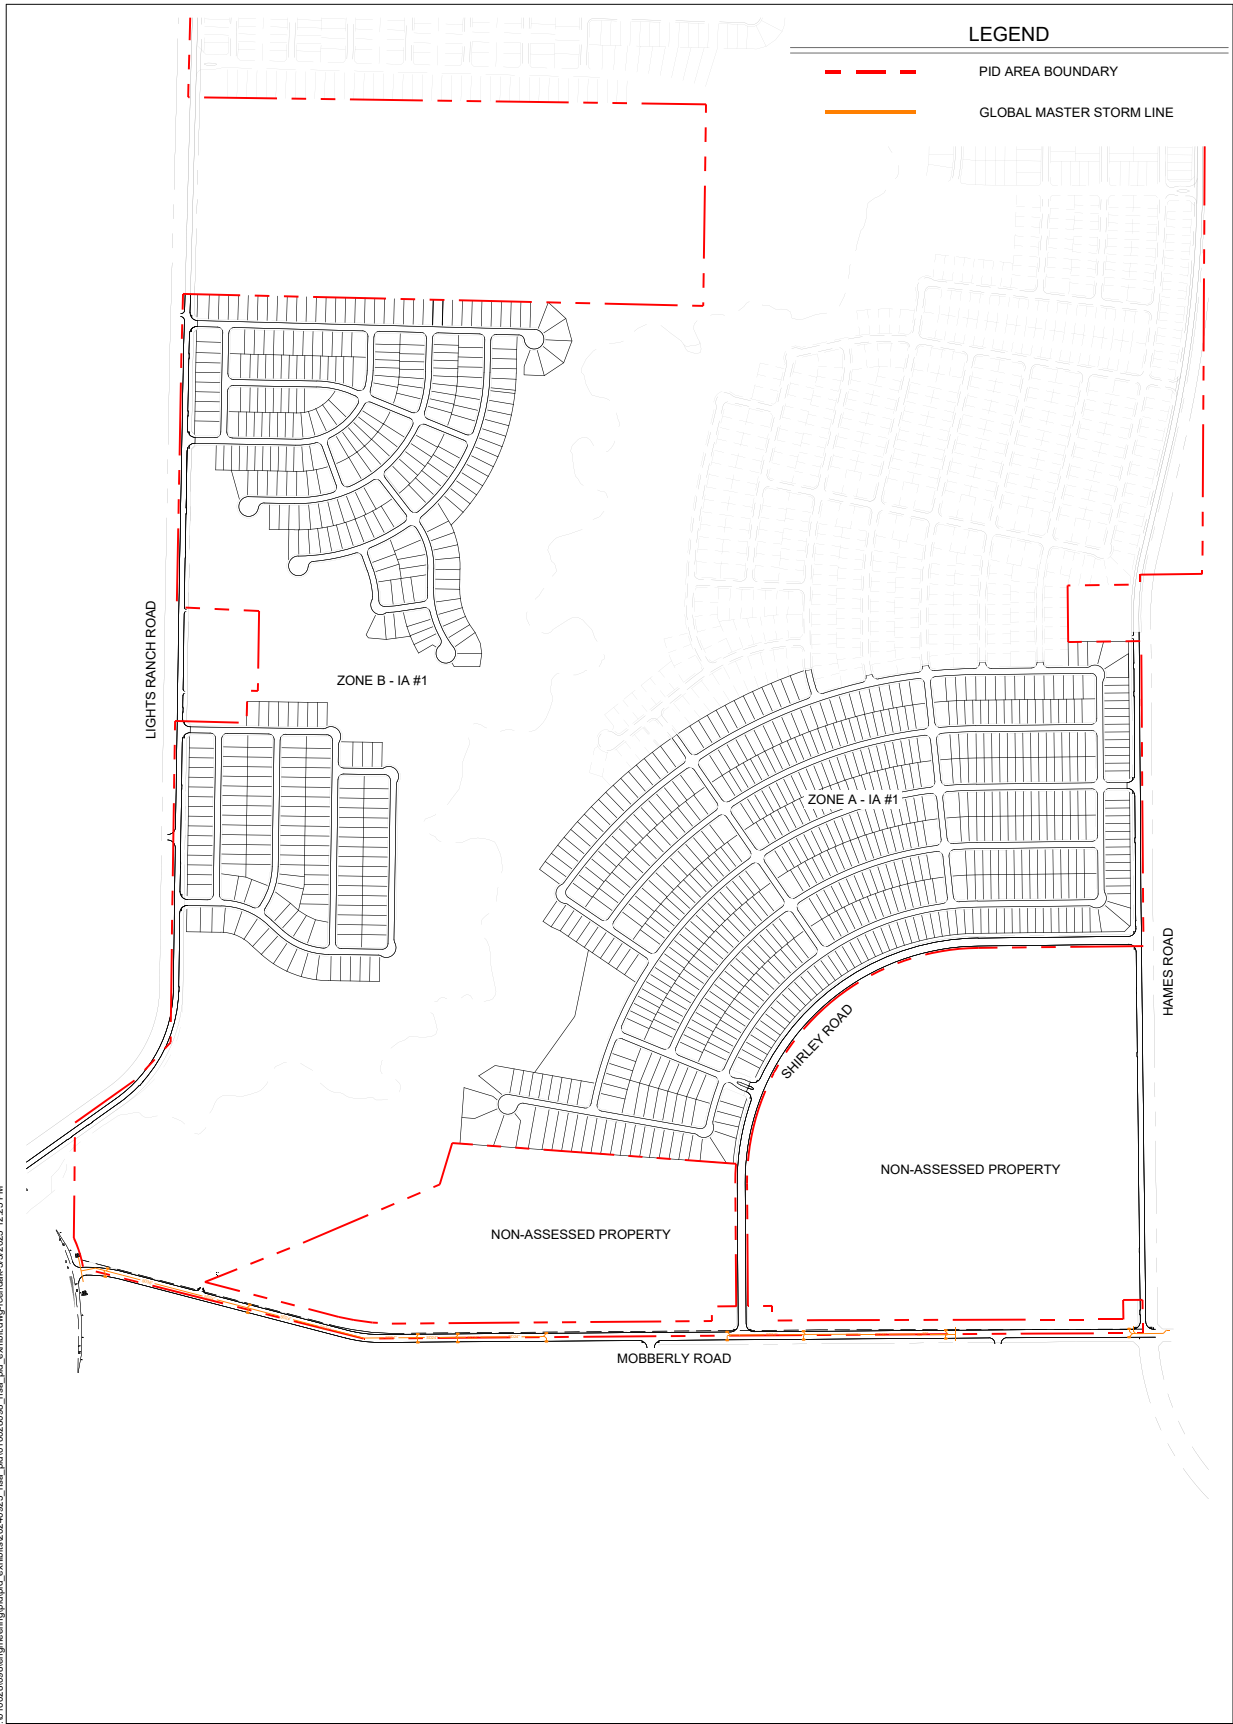 LEGEND
PID AREA BOUNDARY
GLOBAL MASTER STORM LINE
LIGHTS RANCH ROAD
ZONE B - IA #1
ZONE A - IA #1
HAMES ROAD
SHIRLEY ROAD
NON-ASSESSED PROPERTY
NON-ASSESSED PROPERTY
MOBBERLY ROAD